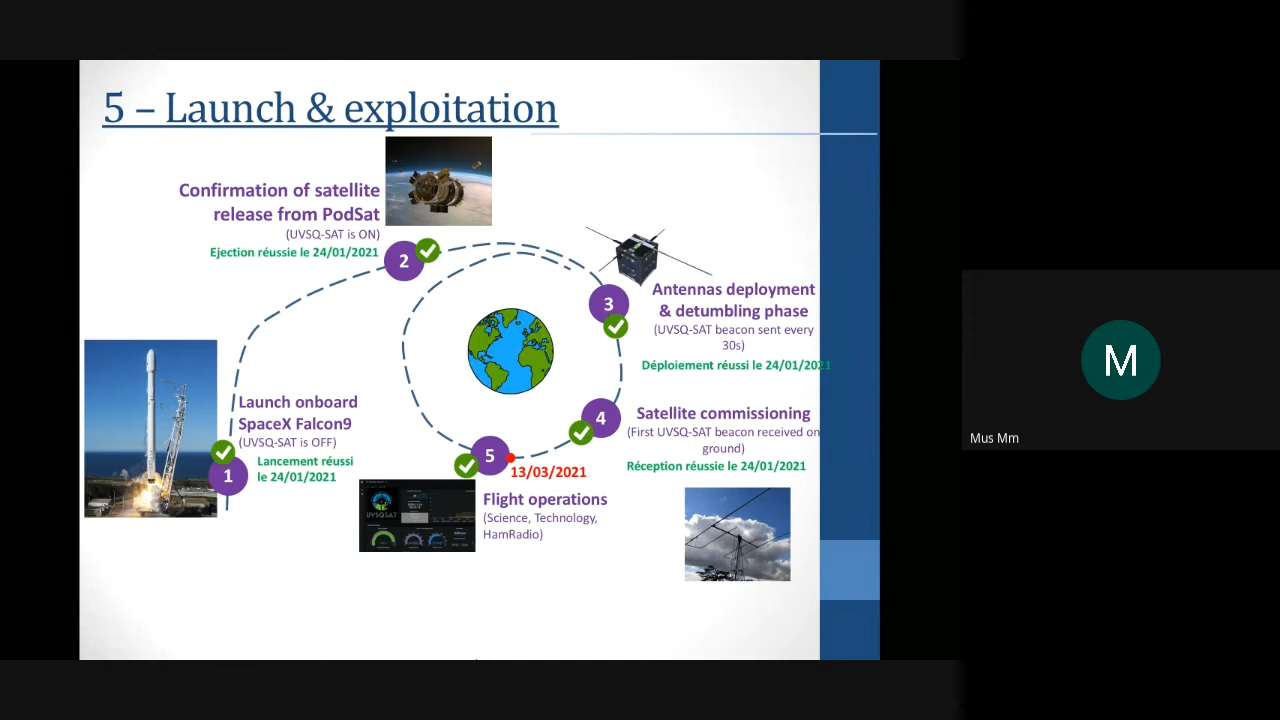 5 – Launch & exploitation
Confirmation of satellite
release from PodSat
(UVSQ-SAT is ON)
Ejection réussie le 24/01/2021
2
3
Antennas deployment
& detumbling phase
(UVSQ-SAT beacon sent every
30s)
Déploiement réussi le 24/01/2021
Launch onboard
SpaceX Falcon9
(UVSQ-SAT is OFF)
Lancement réussi
le 24/01/2021
1
4
Satellite commissioning
(First UVSQ-SAT beacon received on
ground)
Réception réussie le 24/01/2021
5
13/03/2021
Flight operations
(Science, Technology,
HamRadio)
UVSQSAT
M
Mus Mm